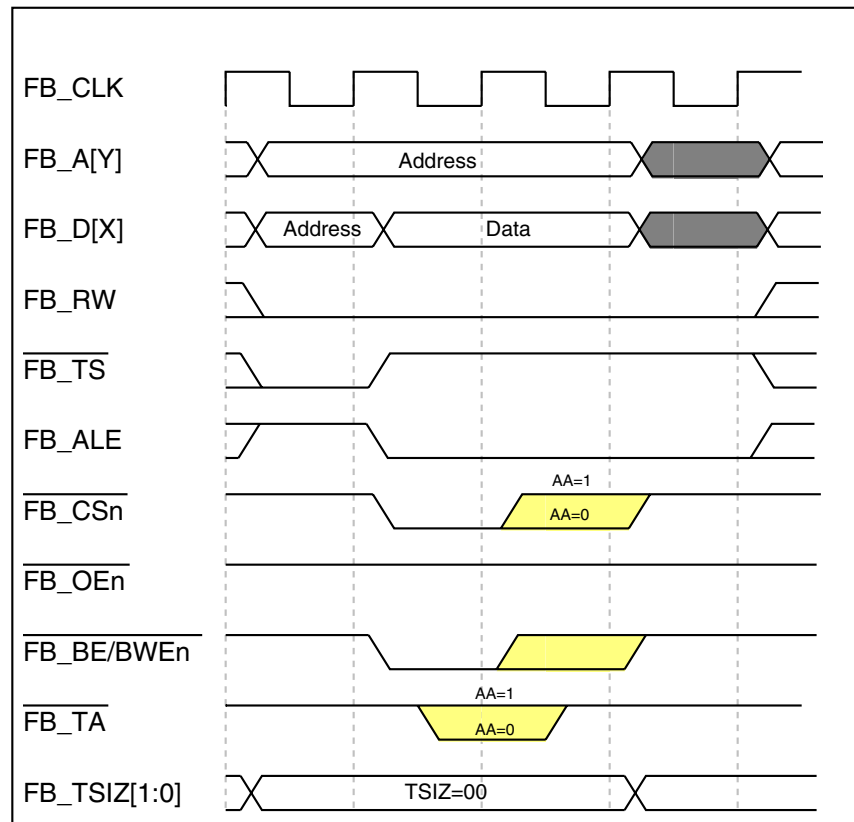 FB_CLK
FB_A[Y]
Address
FB_D[X]
Address
Data
FB_RW
FB_TS
FB_ALE
AA=1
FB_CSn
AA=0
FB_OEn
FB_BE/BWEn
AA=1
FB_TA
AA=0
FB_TSIZ[1:0]
TSIZ=00